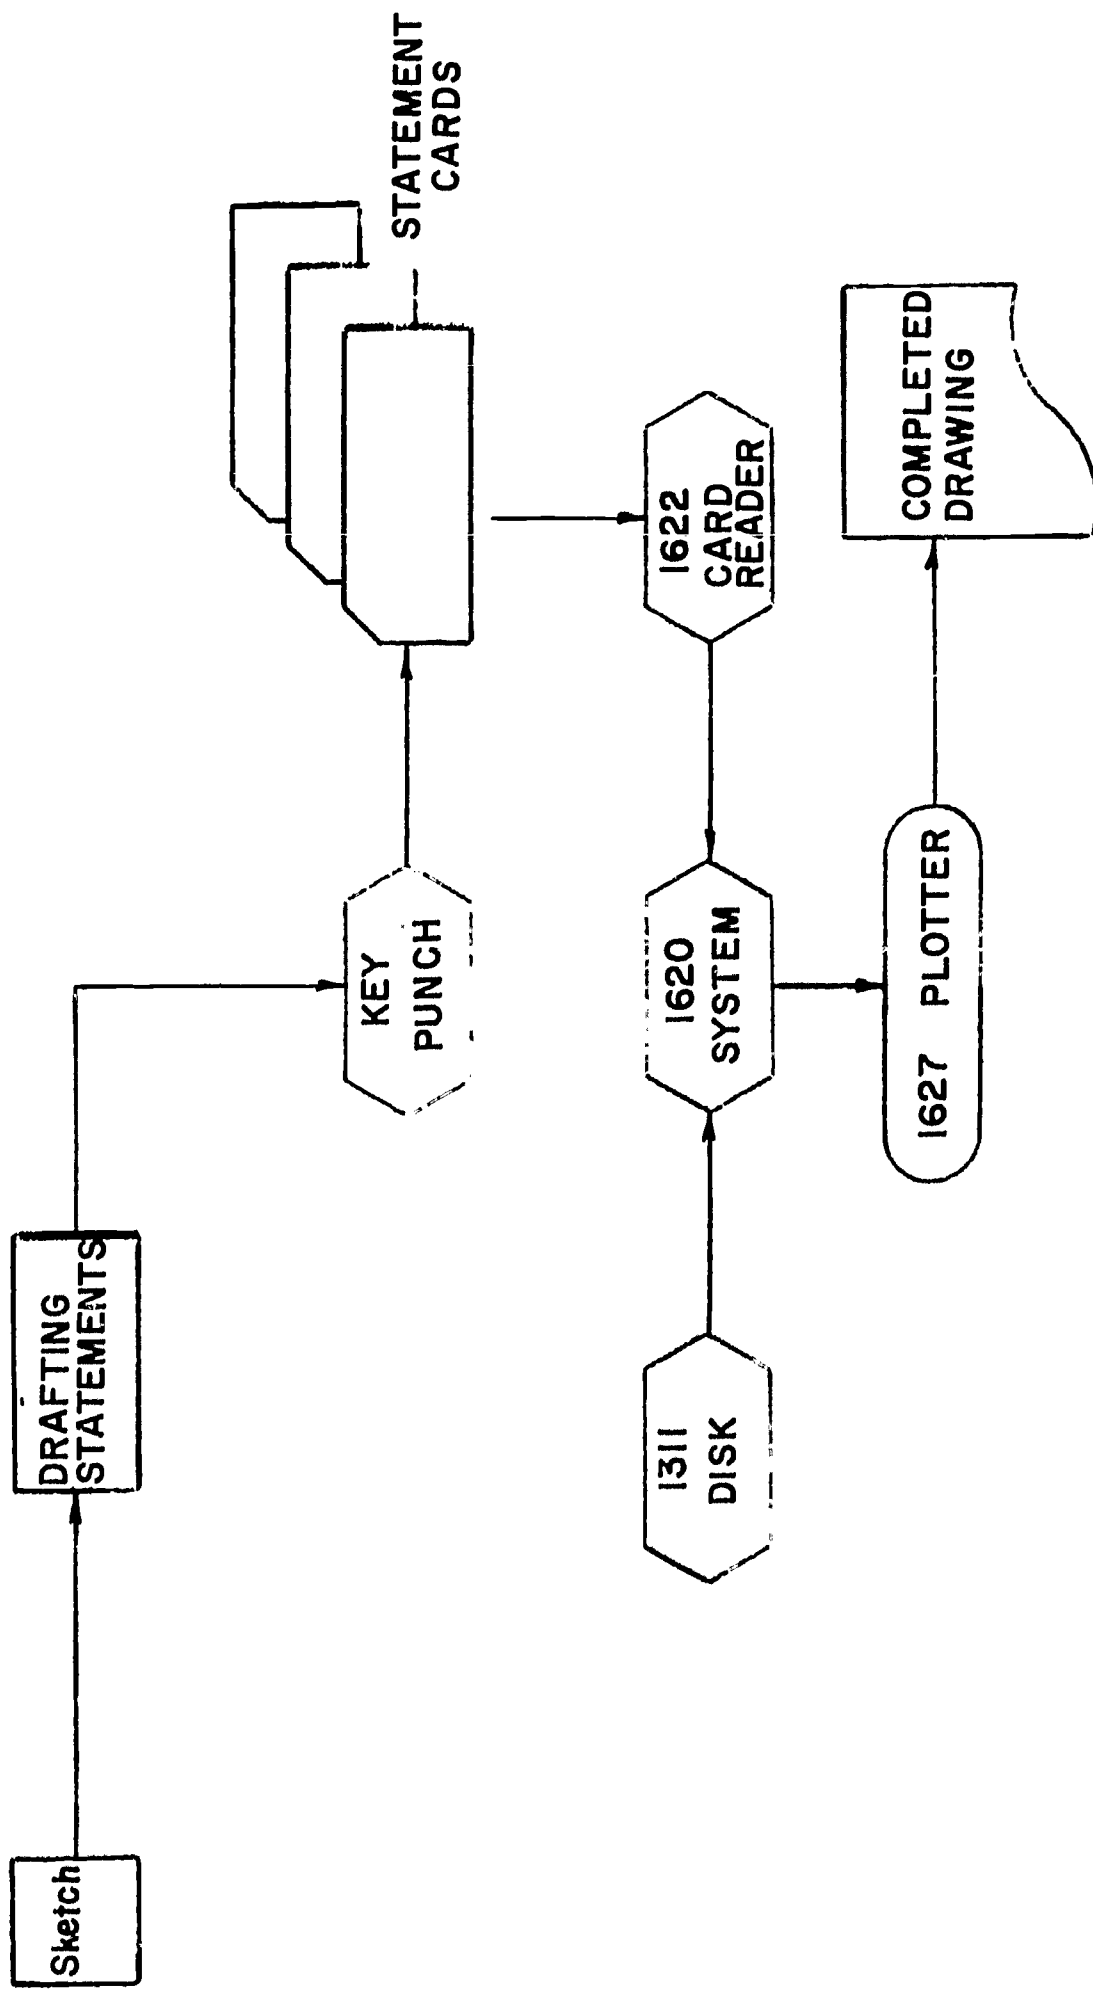 Sketch
DRAFTING
STATEMENTS
KEY
PUNCH
STATEMENT
CARDS
1622
CARD
READER
1620
SYSTEM
1311
DISK
1627 PLOTTER
COMPLETED
DRAWING